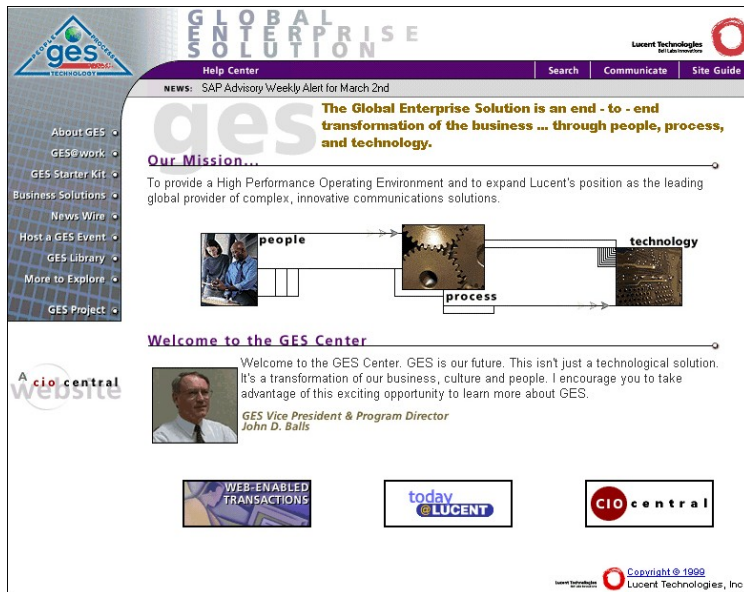 GLOBAL
ENTERPRISE
SOLUTION
PEOPLE
PROCESS
ges
TECHNOLOGY
Lucent Technologies
Bell Labs Innovations
Help Center
Search
Communicate
Site Guide
NEWS: SAP Advisory Weekly Alert for March 2nd
ges
The Global Enterprise Solution is an end - to - end
transformation of the business ... through people, process,
and technology.
About GES
GES@work
GES Starter Kit
Business Solutions
News Wire
Host a GES Event
GES Library
More to Explore
GES Project
A cio central
website
Our Mission...
To provide a High Performance Operating Environment and to expand Lucent's position as the leading
global provider of complex, innovative communications solutions.
people
process
technology
Welcome to the GES Center
Welcome to the GES Center. GES is our future. This isn't just a technological solution.
It's a transformation of our business, culture and people. I encourage you to take
advantage of this exciting opportunity to learn more about GES.
GES Vice President & Program Director
John D. Balls
WEB-ENABLED
TRANSACTIONS
today
@LUCENT
CIO central
Lucent Technologies
Copyright © 1999
Lucent Technologies, Inc